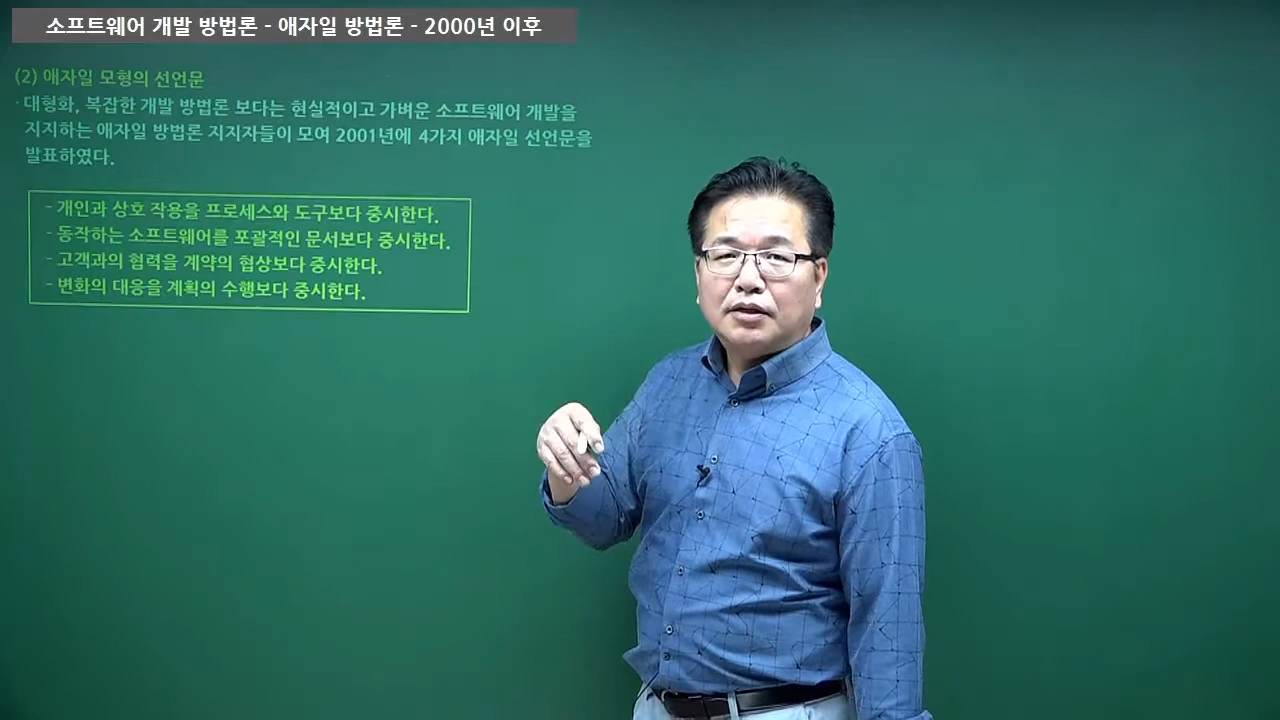 소프트웨어 개발 방법론 - 애자일 방법론 - 2000년 이후
(2) 애자일 모형의 선언문
· 대형화, 복잡한 개발 방법론 보다는 현실적이고 가벼운 소프트웨어 개발을
지지하는 애자일 방법론 지지자들이 모여 2001년에 4가지 애자일 선언문을
발표하였다.
- 개인과 상호 작용을 프로세스와 도구보다 중시한다.
- 동작하는 소프트웨어를 포괄적인 문서보다 중시한다.
- 고객과의 협력을 계약의 협상보다 중시한다.
- 변화의 대응을 계획의 수행보다 중시한다.